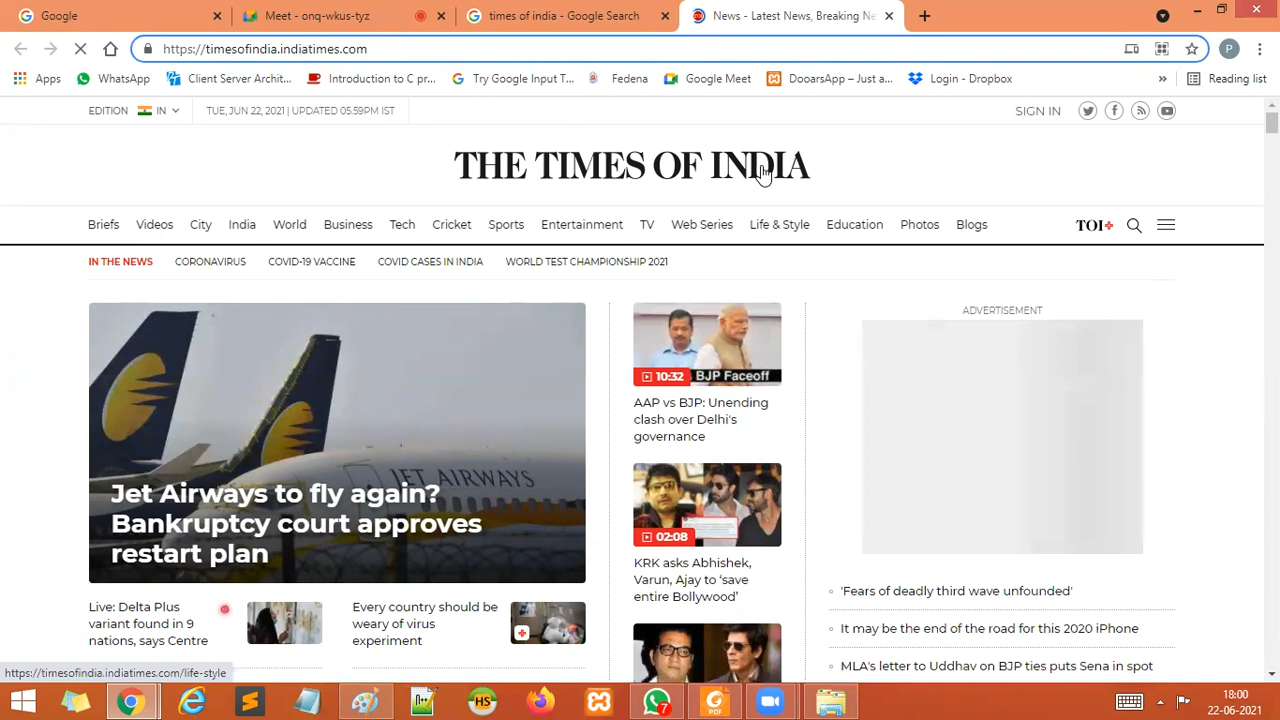 Google
Meet - onq-wkus-tyz
times of india - Google Search
News - Latest News, Breaking Ne
https://timesofindia.indiatimes.com
P
Apps
WhatsApp
Client Server Archit...
Introduction to C pr...
Try Google Input T...
Fedena
Google Meet
DooarsApp – Just a...
Login - Dropbox
»
Reading list
EDITION IN
TUE, JUN 22, 2021 | UPDATED 05:59PM IST
SIGN IN
THE TIMES OF INDIA
Briefs Videos City India World Business Tech Cricket Sports Entertainment TV Web Series Life & Style Education Photos Blogs
TOI+
IN THE NEWS CORONAVIRUS COVID-19 VACCINE COVID CASES IN INDIA WORLD TEST CHAMPIONSHIP 2021
JET AIRWAYS
Jet Airways to fly again?
Bankruptcy court approves
restart plan
Live: Delta Plus
variant found in 9
nations, says Centre
Every country should be
weary of virus
experiment
s BJP Faceoff
10:32
AAP vs BJP: Unending
clash over Delhi's
governance
02:08
KRK asks Abhishek,
Varun, Ajay to ‘save
entire Bollywood’
ADVERTISEMENT
'Fears of deadly third wave unfounded'
It may be the end of the road for this 2020 iPhone
MLA's letter to Uddhav on BJP ties puts Sena in spot
https://timesofindia.indiatimes.com/life-style
HS
7
PDF
18:00
22-06-2021